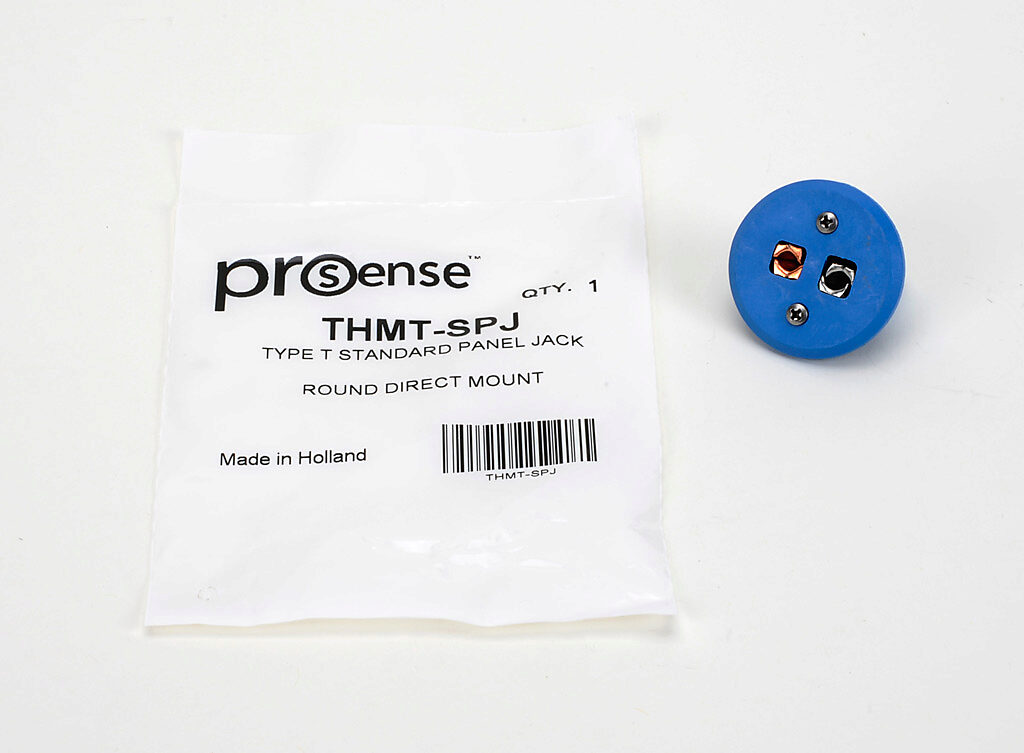 prosense™
QTY. 1
THMT-SPJ
TYPE T STANDARD PANEL JACK
ROUND DIRECT MOUNT
Made in Holland
THMT-SPJ